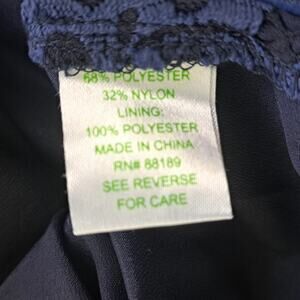 68% POLYESTER
32% NYLON
LINING:
100% POLYESTER
MADE IN CHINA
RN# 88189
SEE REVERSE
FOR CARE